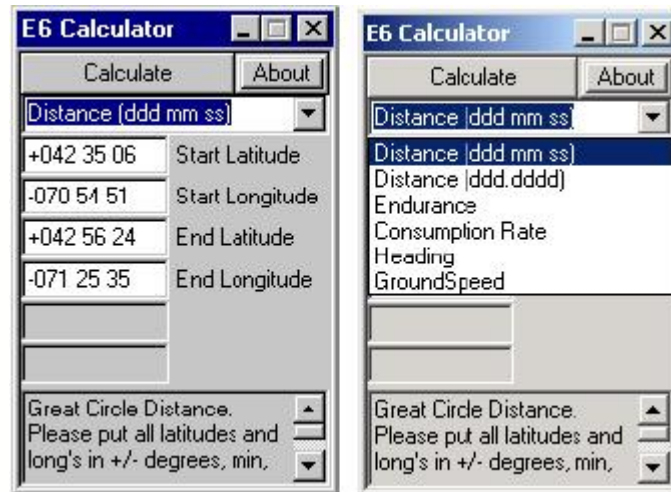 E6 Calculator
Calculate
About
Distance (ddd mm ss)
+042 35 06 Start Latitude
-070 54 51 Start Longitude
+042 56 24 End Latitude
-071 25 35 End Longitude
Great Circle Distance.
Please put all latitudes and
long's in +/- degrees, min,
E6 Calculator
Calculate
About
Distance |ddd mm ss)
Distance |ddd mm ss)
Distance |ddd.dddd)
Endurance
Consumption Rate
Heading
GroundSpeed
Great Circle Distance.
Please put all latitudes and
long's in +/- degrees, min,